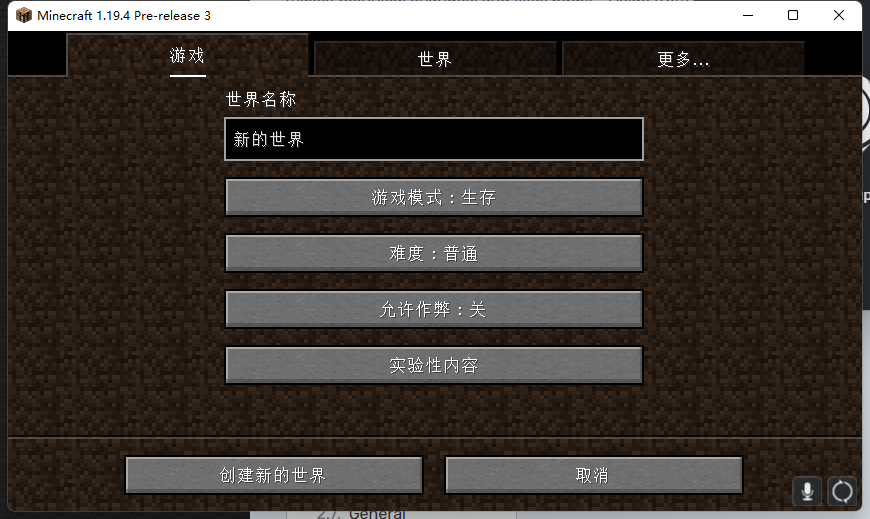 Minecraft 1.19.4 Pre-release 3
游戏
世界
更多...
世界名称
新的世界
游戏模式：生存
难度：普通
允许作弊：关
实验性内容
创建新的世界
取消
2.7. General